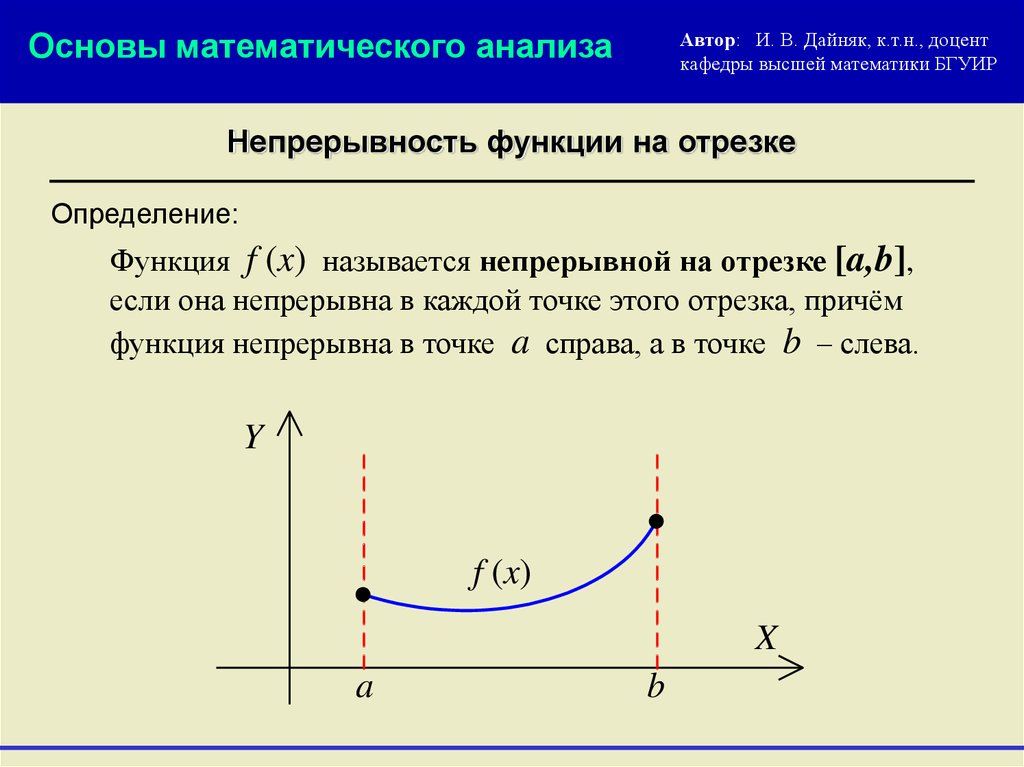 Основы математического анализа
Автор: И. В. Дайняк, к.т.н., доцент
кафедры высшей математики БГУИР
Непрерывность функции на отрезке
Определение:
Функция f (x) называется непрерывной на отрезке [a,b],
если она непрерывна в каждой точке этого отрезка, причём
функция непрерывна в точке a справа, а в точке b – слева.
Y
f (x)
X
a b